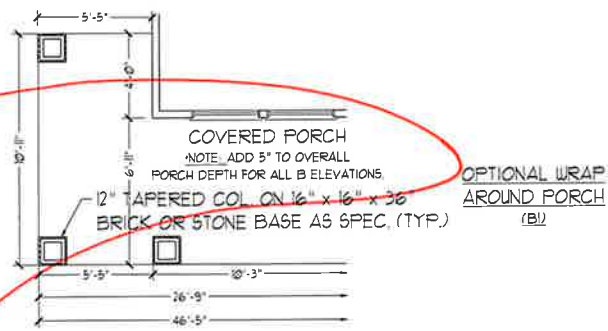 5'-5"
4'-0"
10'-11"
6'-11"
COVERED PORCH
*NOTE: ADD 5" TO OVERALL
PORCH DEPTH FOR ALL B ELEVATIONS.
12" TAPERED COL. ON 16" x 16" x 36"
BRICK OR STONE BASE AS SPEC. (TYP.)
OPTIONAL WRAP
AROUND PORCH
(B1)
5'-5"
10'-3"
26'-9"
46'-5"